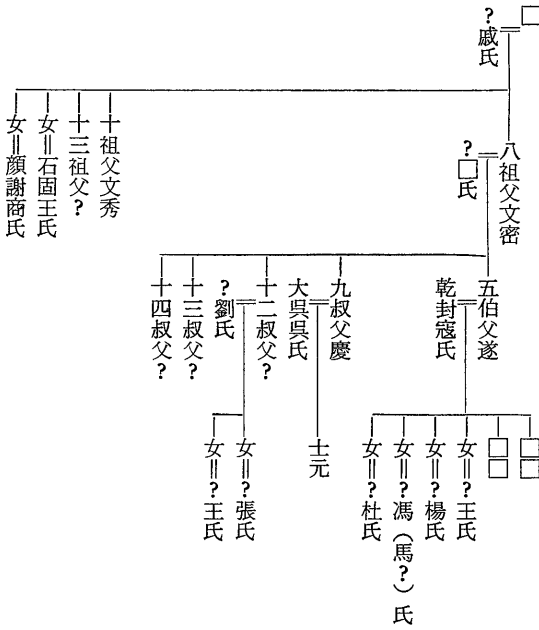 □
?戚氏
八祖父文密
?□氏
十祖父文秀
十三祖父?
女=石固王氏
女=顏謝商氏
五伯父遂
乾封寇氏
九叔父慶
大吳吳氏
十二叔父?
?劉氏
十三叔父?
十四叔父?
□□
□□
女=?王氏
女=?楊氏
女=?馮(馬?)氏
女=?杜氏
士元
女=?張氏
女=?王氏